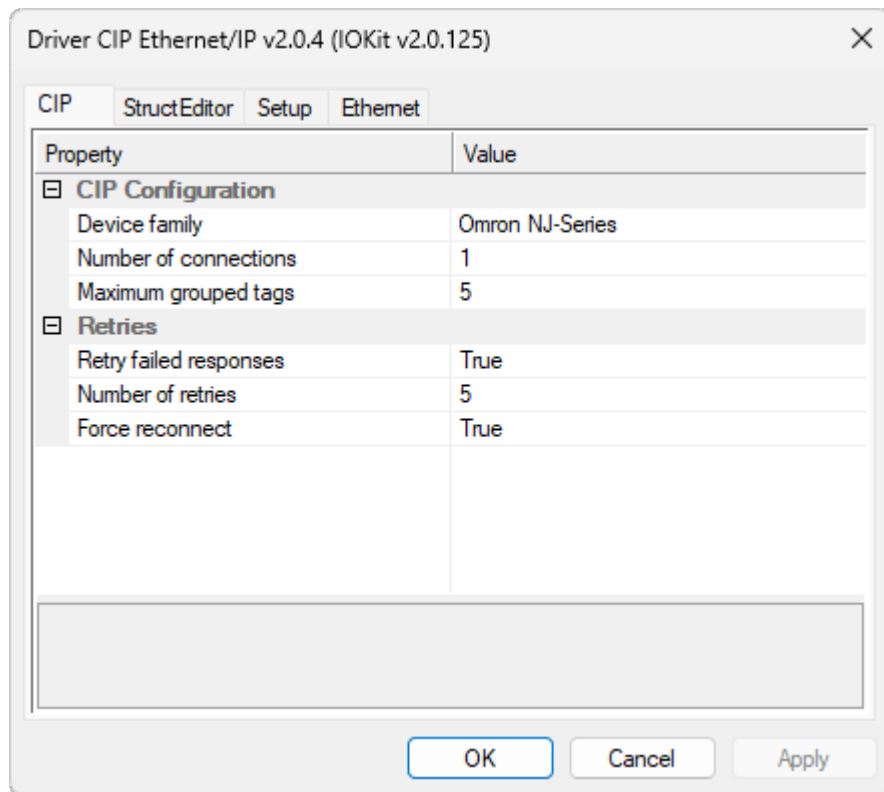 Driver CIP Ethernet/IP v2.0.4 (IOKit v2.0.125)
CIP StructEditor Setup Ethernet
Property Value
CIP Configuration
Device family Omron NJ-Series
Number of connections 1
Maximum grouped tags 5
Retries
Retry failed responses True
Number of retries 5
Force reconnect True
OK Cancel Apply